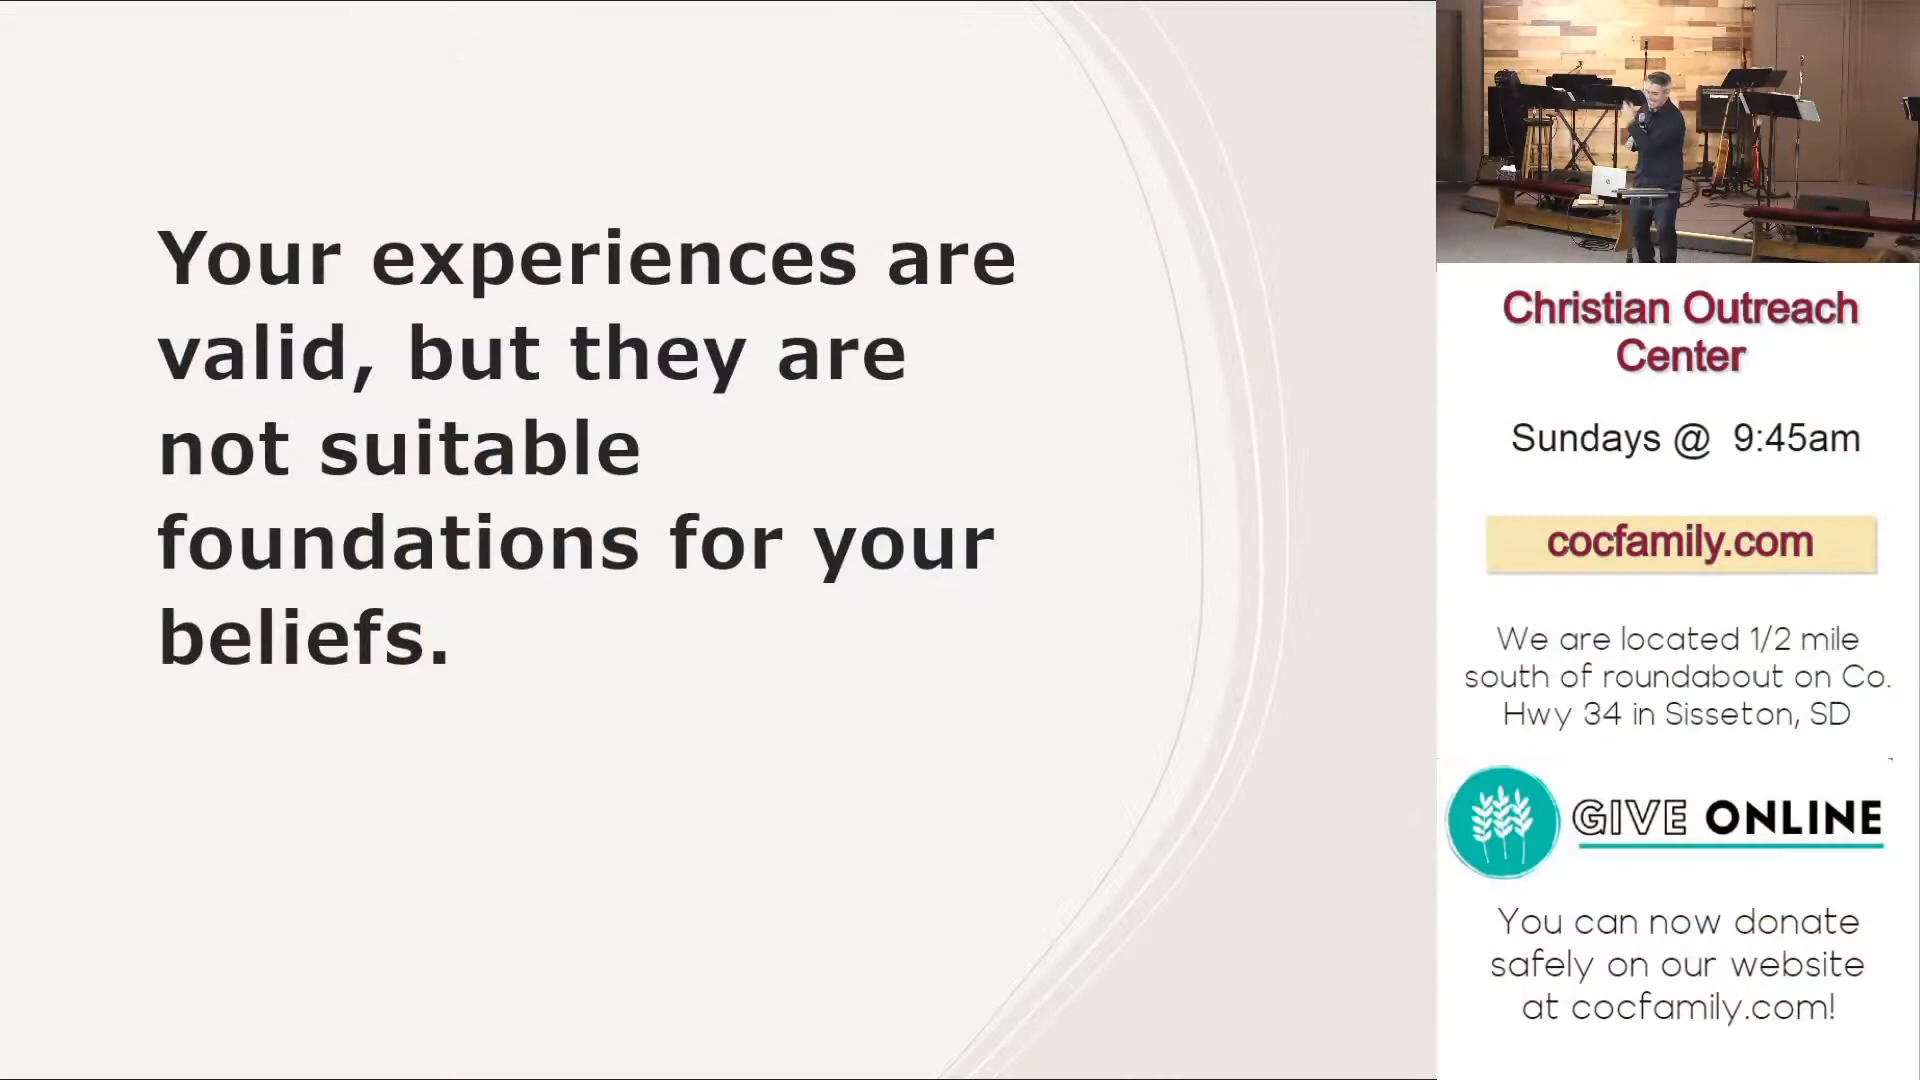 Your experiences are
valid, but they are
not suitable
foundations for your
beliefs.
Christian Outreach
Center
Sundays @ 9:45am
cocfamily.com
We are located 1/2 mile
south of roundabout on Co.
Hwy 34 in Sisseton, SD
GIVE ONLINE
You can now donate
safely on our website
at cocfamily.com!